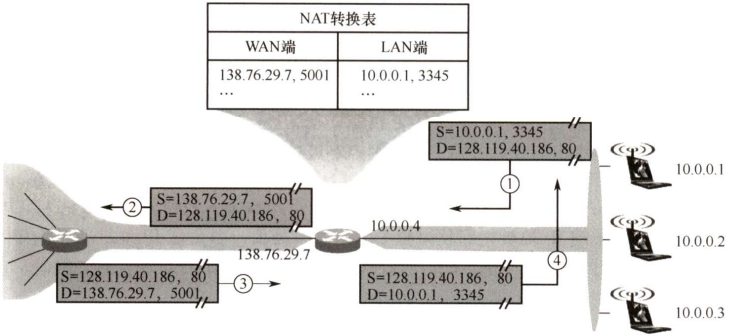 NAT转换表
WAN端
LAN端
138.76.29.7, 5001
10.0.0.1, 3345
…
…
S=10.0.0.1, 3345
D=128.119.40.186, 80
①
10.0.0.1
②
S=138.76.29.7, 5001
D=128.119.40.186, 80
10.0.0.4
138.76.29.7
10.0.0.2
S=128.119.40.186, 80
D=138.76.29.7, 5001
③
S=128.119.40.186, 80
D=10.0.0.1, 3345
④
10.0.0.3